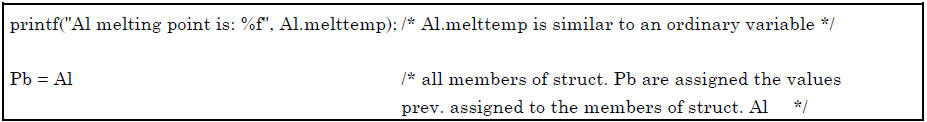 printf("Al melting point is: %f", Al.melttemp); /* Al.melttemp is similar to an ordinary variable */
Pb = Al /* all members of struct. Pb are assigned the values
prev. assigned to the members of struct. Al */